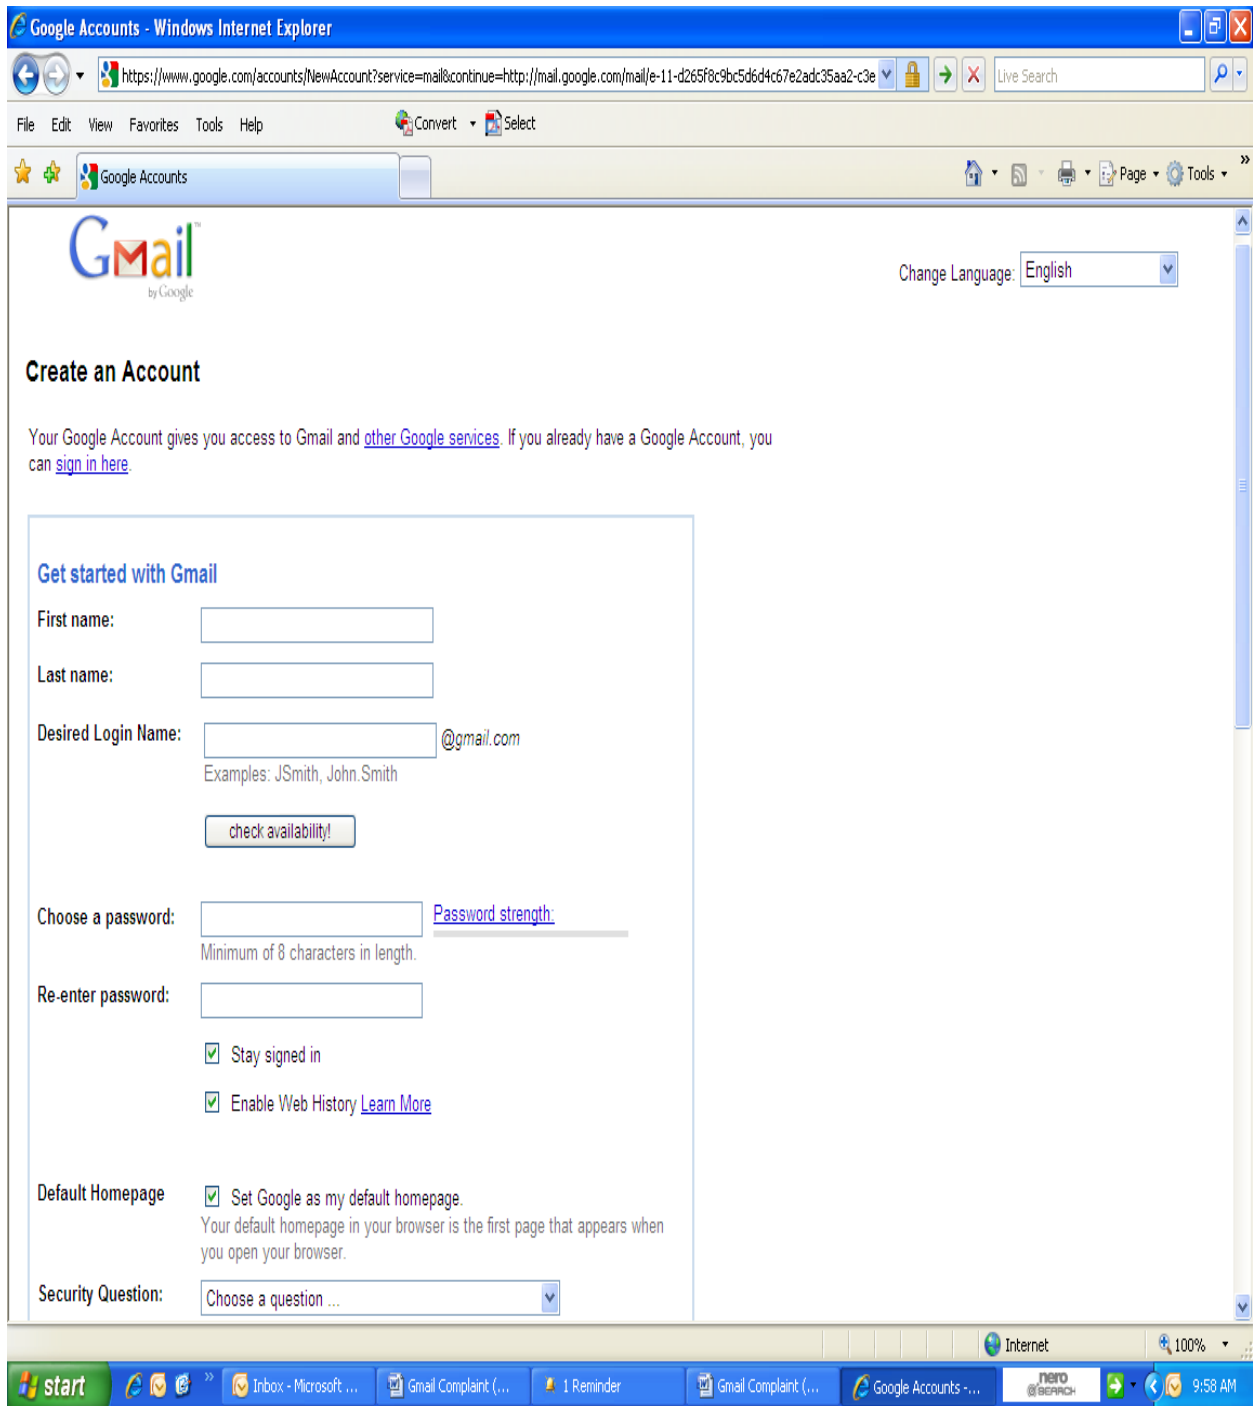 Google Accounts - Windows Internet Explorer
https://www.google.com/accounts/NewAccount?service=mail&continue=http://mail.google.com/mail/e-11-d265f8c9bc5d6d4c67e2adc35aa2-c3e
Live Search
File Edit View Favorites Tools Help Convert Select
Google Accounts Page Tools »
Gmail™
by Google
Change Language: English
Create an Account
Your Google Account gives you access to Gmail and other Google services. If you already have a Google Account, you
can sign in here.
Get started with Gmail
First name:
Last name:
Desired Login Name: @gmail.com
Examples: JSmith, John.Smith
check availability!
Choose a password: Password strength:
Minimum of 8 characters in length.
Re-enter password:
Stay signed in
Enable Web History Learn More
Default Homepage Set Google as my default homepage.
Your default homepage in your browser is the first page that appears when
you open your browser.
Security Question: Choose a question ...
Internet 100%
start » Inbox - Microsoft ... Gmail Complaint (... 1 Reminder Gmail Complaint (... Google Accounts -... nero SEARCH 9:58 AM